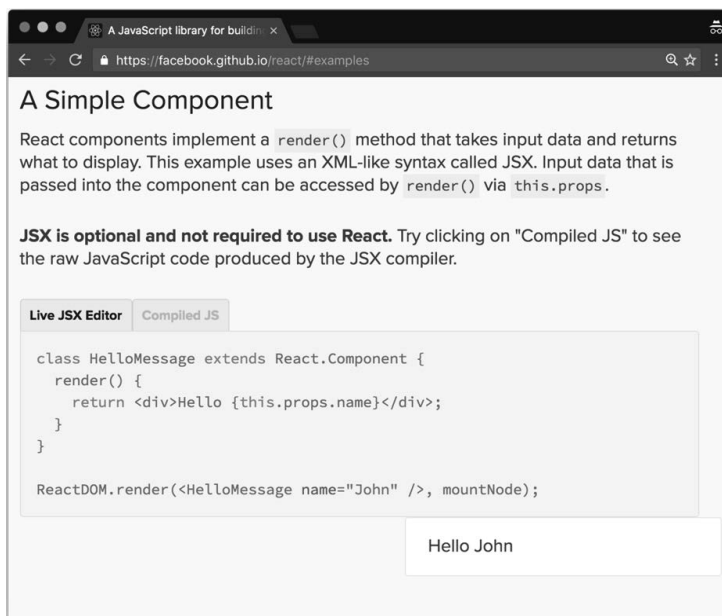 A JavaScript library for buildin
https://facebook.github.io/react/#examples
A Simple Component
React components implement a render() method that takes input data and returns
what to display. This example uses an XML-like syntax called JSX. Input data that is
passed into the component can be accessed by render() via this.props.
JSX is optional and not required to use React. Try clicking on "Compiled JS" to see
the raw JavaScript code produced by the JSX compiler.
Live JSX Editor Compiled JS
class HelloMessage extends React.Component {
  render() {
    return <div>Hello {this.props.name}</div>;
  }
}
ReactDOM.render(<HelloMessage name="John" />, mountNode);
Hello John